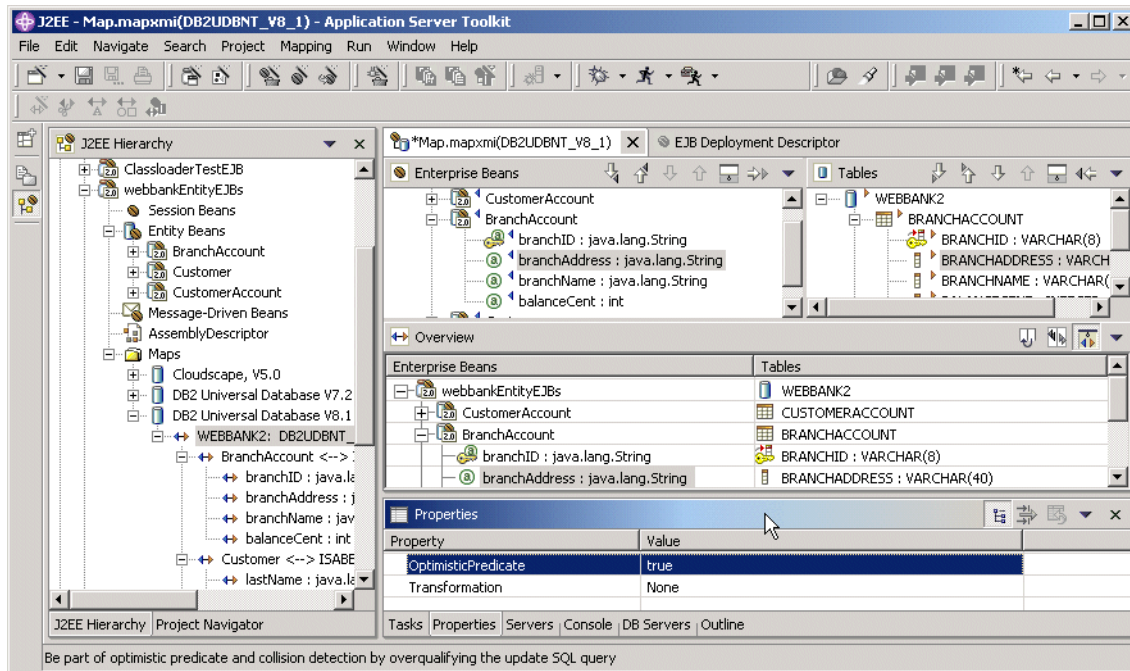 J2EE - Map.mapxmi(DB2UDBNT_V8_1) - Application Server Toolkit
File Edit Navigate Search Project Mapping Run Window Help
J2EE Hierarchy
ClassloaderTestEJB
webbankEntityEJBs
Session Beans
Entity Beans
BranchAccount
Customer
CustomerAccount
Message-Driven Beans
AssemblyDescriptor
Maps
Cloudscape, V5.0
DB2 Universal Database V7.2
DB2 Universal Database V8.1
WEBBANK2: DB2UDBNT_
BranchAccount <--> I
branchID : java.la
branchAddress : j
branchName : jav
balanceCent : int
Customer <--> ISABE
lastName : java.la
J2EE Hierarchy Project Navigator
*Map.mapxmi(DB2UDBNT_V8_1) EJB Deployment Descriptor
Enterprise Beans
CustomerAccount
BranchAccount
branchID : java.lang.String
branchAddress : java.lang.String
branchName : java.lang.String
balanceCent : int
Tables
WEBBANK2
BRANCHACCOUNT
BRANCHID : VARCHAR(8)
BRANCHADDRESS : VARCH
BRANCHNAME : VARCHAR(
Overview
Enterprise Beans Tables
webbankEntityEJBs WEBBANK2
CustomerAccount CUSTOMERACCOUNT
BranchAccount BRANCHACCOUNT
branchID : java.lang.String BRANCHID : VARCHAR(8)
branchAddress : java.lang.String BRANCHADDRESS : VARCHAR(40)
Properties
Property Value
OptimisticPredicate true
Transformation None
Tasks Properties Servers Console DB Servers Outline
Be part of optimistic predicate and collision detection by overqualifying the update SQL query